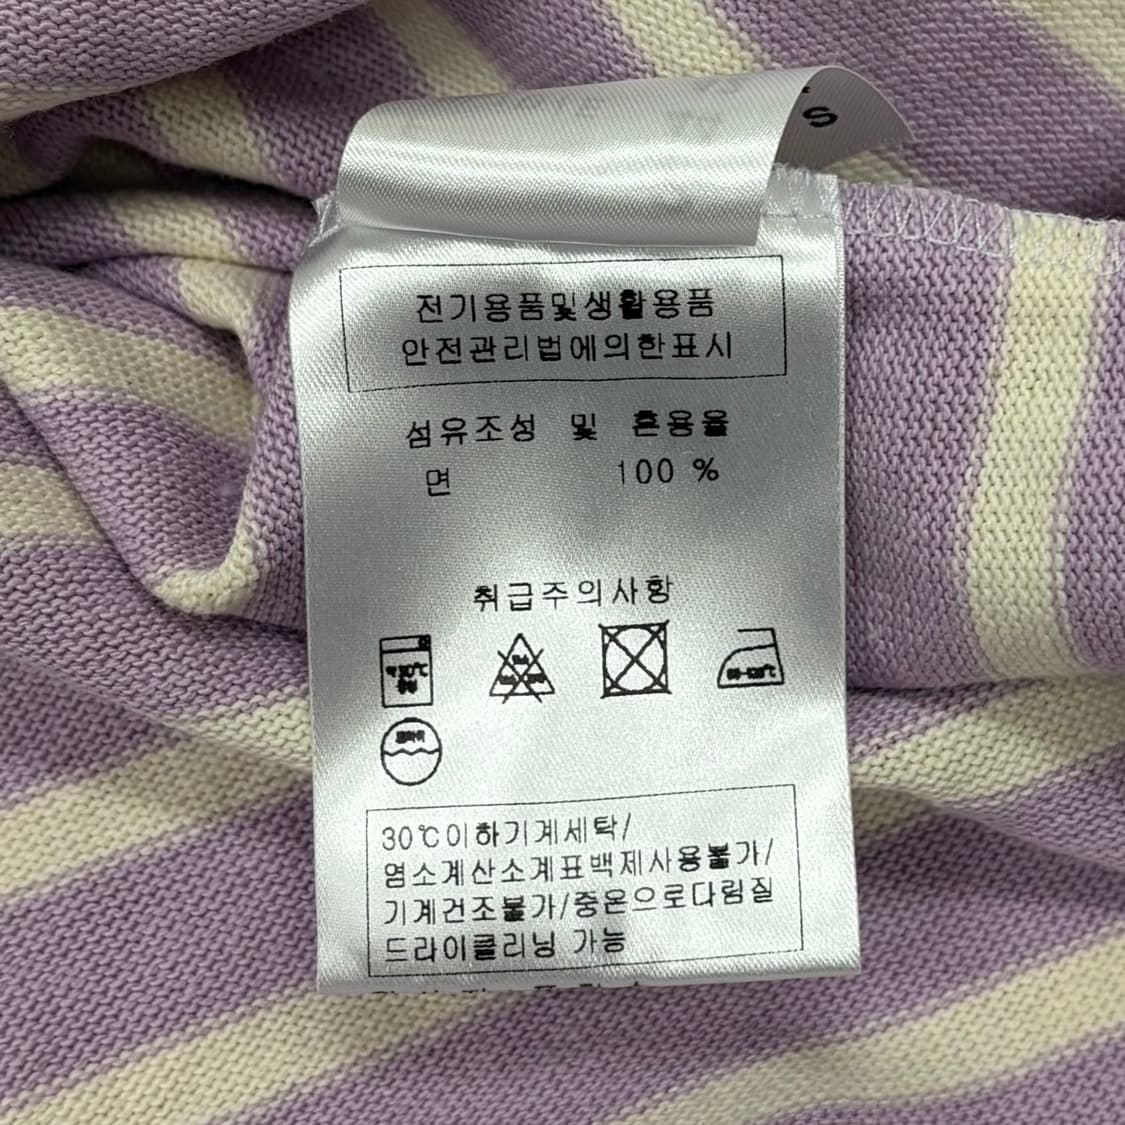 S
전기용품및생활용품
안전관리법에의한표시
섬유조성 및 혼용율
면 100 %
취급주의사항
30℃이하기계세탁/
염소계산소계표백제사용불가/
기계건조불가/중온으로다림질
드라이클리닝 가능